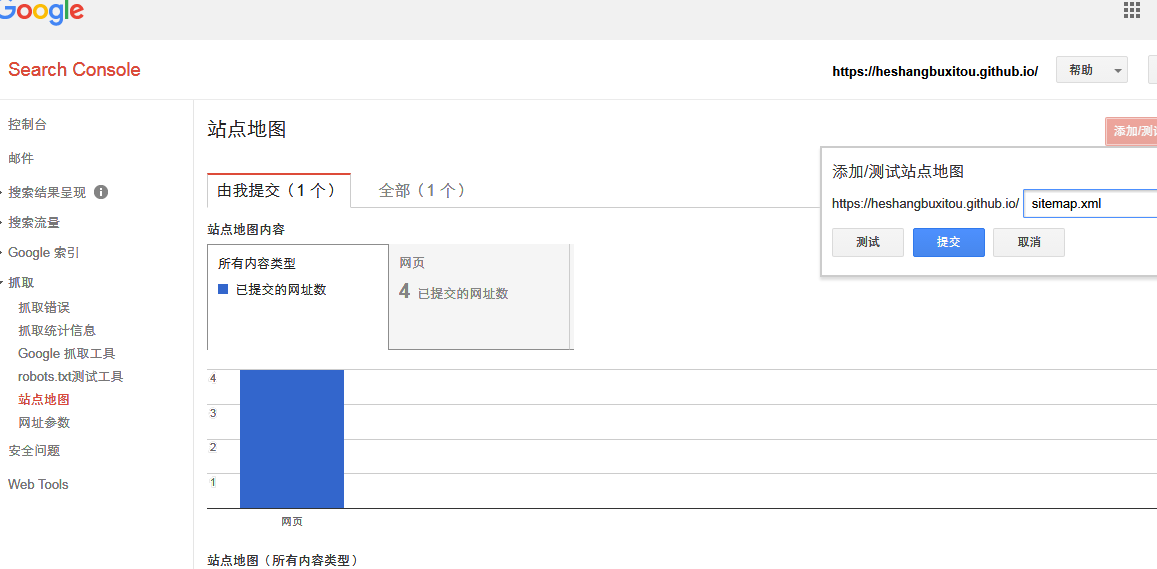 Google
Search Console
https://heshangbuxitou.github.io/
帮助
控制台
邮件
搜索结果呈现
搜索流量
Google 索引
抓取
抓取错误
抓取统计信息
Google 抓取工具
robots.txt测试工具
站点地图
网址参数
安全问题
Web Tools
站点地图
添加/测
由我提交（1 个）
全部（1 个）
添加/测试站点地图
https://heshangbuxitou.github.io/ sitemap.xml
测试 提交 取消
站点地图内容
所有内容类型
已提交的网址数
网页
4 已提交的网址数
4
3
2
1
网页
站点地图（所有内容类型）